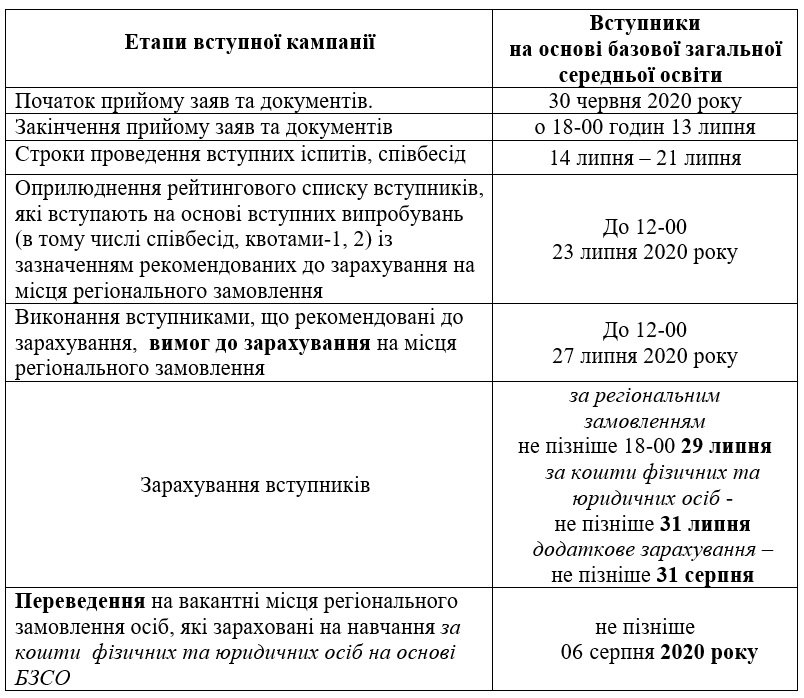 Етапи вступної кампанії
Вступники
на основі базової загальної
середньої освіти
Початок прийому заяв та документів.
30 червня 2020 року
Закінчення прийому заяв та документів
о 18-00 годин 13 липня
Строки проведення вступних іспитів, співбесід
14 липня – 21 липня
Оприлюднення рейтингового списку вступників,
які вступають на основі вступних випробувань
(в тому числі співбесід, квотами-1, 2) із
зазначенням рекомендованих до зарахування на
місця регіонального замовлення
До 12-00
23 липня 2020 року
Виконання вступниками, що рекомендовані до
зарахування, вимог до зарахування на місця
регіонального замовлення
До 12-00
27 липня 2020 року
Зарахування вступників
за регіональним
замовленням
не пізніше 18-00 29 липня
за кошти фізичних та
юридичних осіб -
не пізніше 31 липня
додаткове зарахування –
не пізніше 31 серпня
Переведення на вакантні місця регіонального
замовлення осіб, які зараховані на навчання за
кошти фізичних та юридичних осіб на основі
БЗСО
не пізніше
06 серпня 2020 року